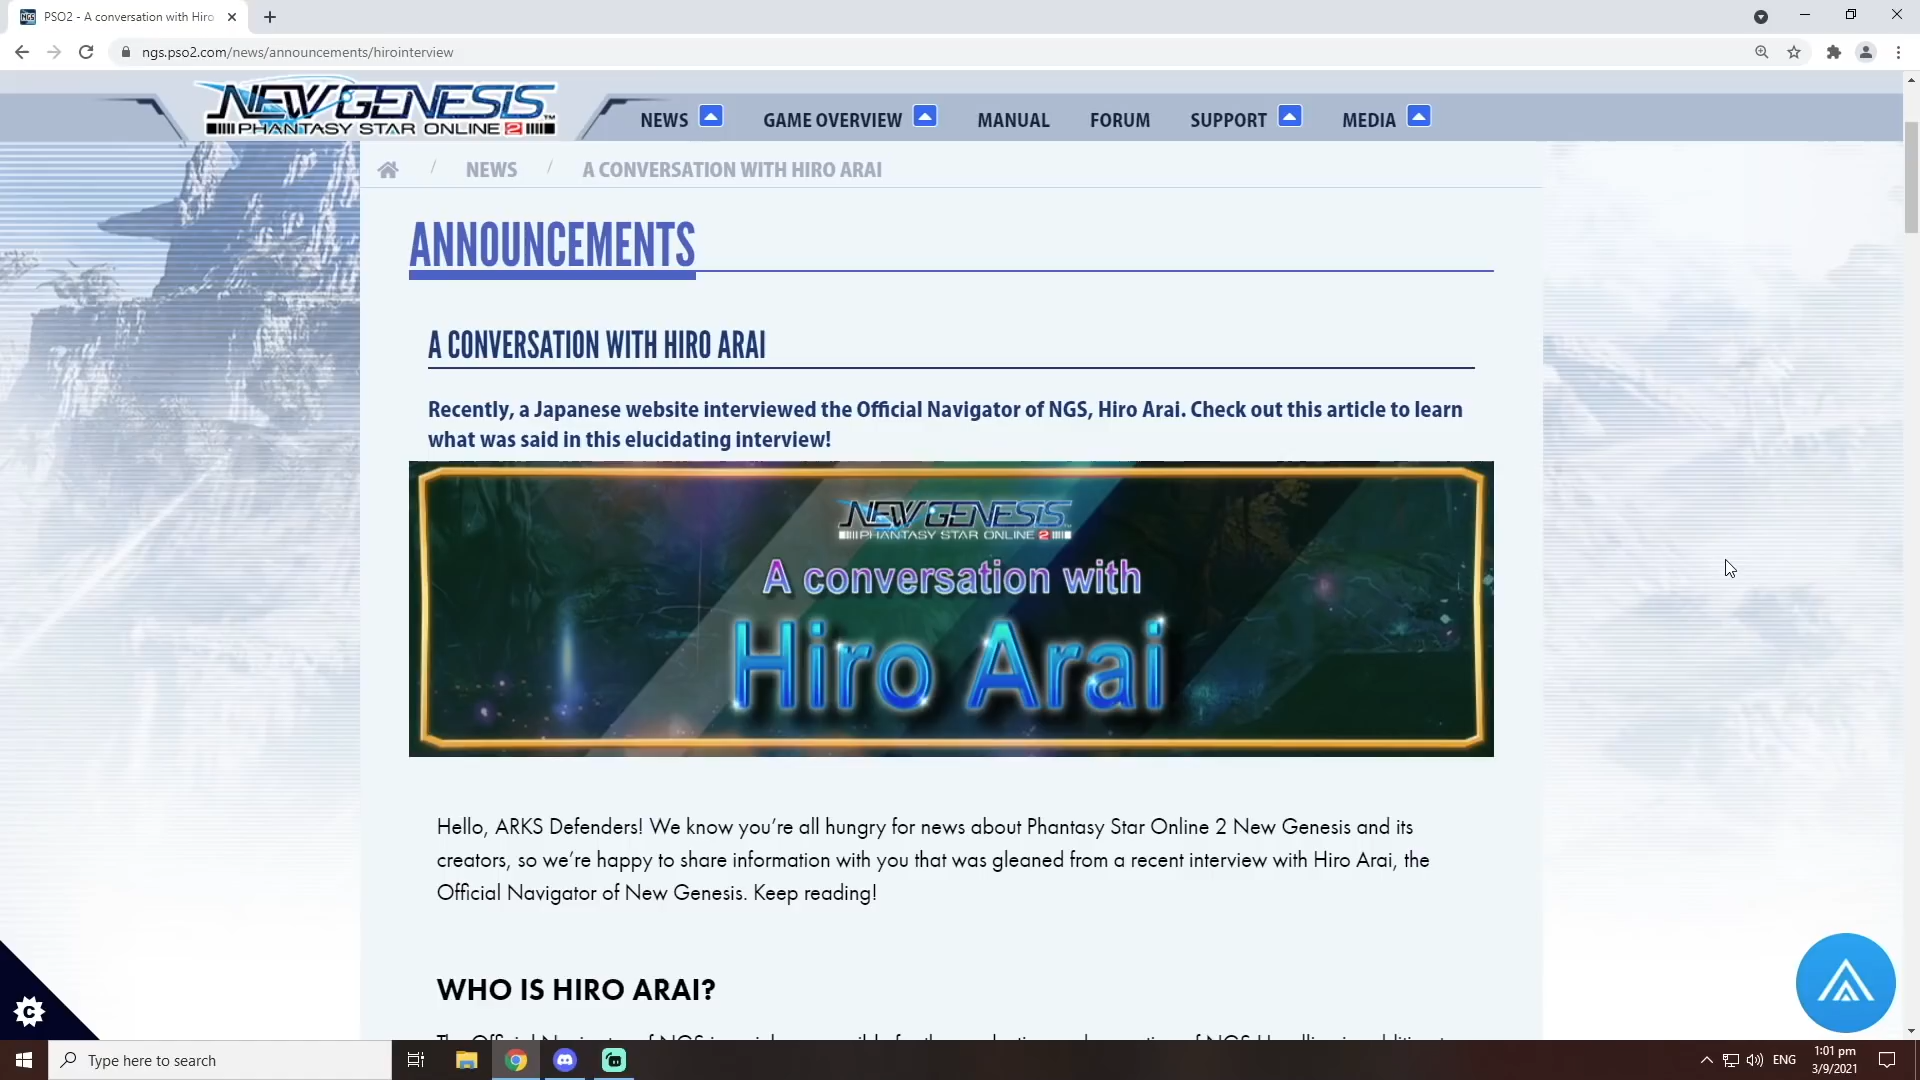 PSO2 - A conversation with Hiro
ngs.pso2.com/news/announcements/hirointerview
NEW GENESIS
PHANTASY STAR ONLINE 2
NEWS
GAME OVERVIEW
MANUAL
FORUM
SUPPORT
MEDIA
/ NEWS / A CONVERSATION WITH HIRO ARAI
ANNOUNCEMENTS
A CONVERSATION WITH HIRO ARAI
Recently, a Japanese website interviewed the Official Navigator of NGS, Hiro Arai. Check out this article to learn
what was said in this elucidating interview!
NEW GENESIS
PHANTASY STAR ONLINE 2
A conversation with
Hiro Arai
Hello, ARKS Defenders! We know you're all hungry for news about Phantasy Star Online 2 New Genesis and its
creators, so we're happy to share information with you that was gleaned from a recent interview with Hiro Arai, the
Official Navigator of New Genesis. Keep reading!
WHO IS HIRO ARAI?
Type here to search
ENG
1:01 pm
3/9/2021